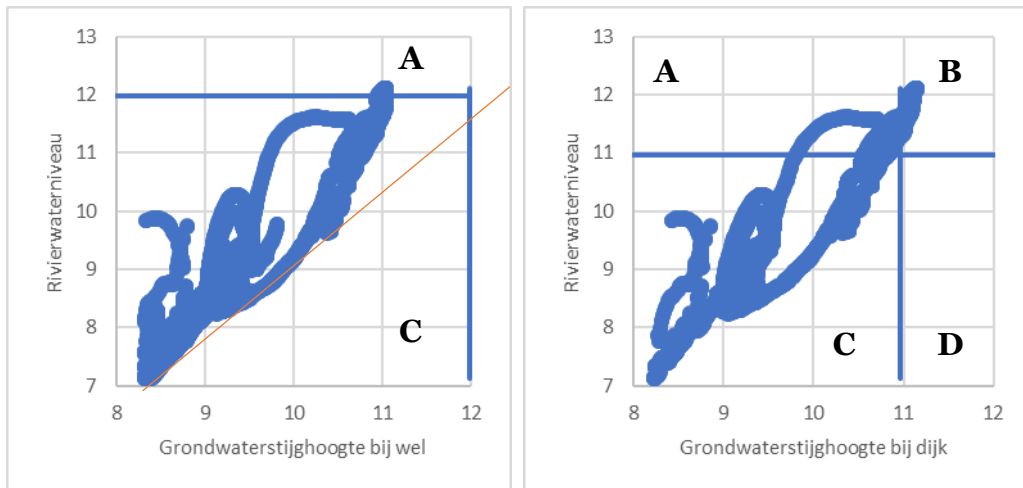 13
12
11
10
9
8
7
Rivierwaterniveau
A
C
8 9 10 11 12
Grondwaterstijghoogte bij wel
13
12
11
10
9
8
7
Rivierwaterniveau
A B
C D
8 9 10 11 12
Grondwaterstijghoogte bij dijk